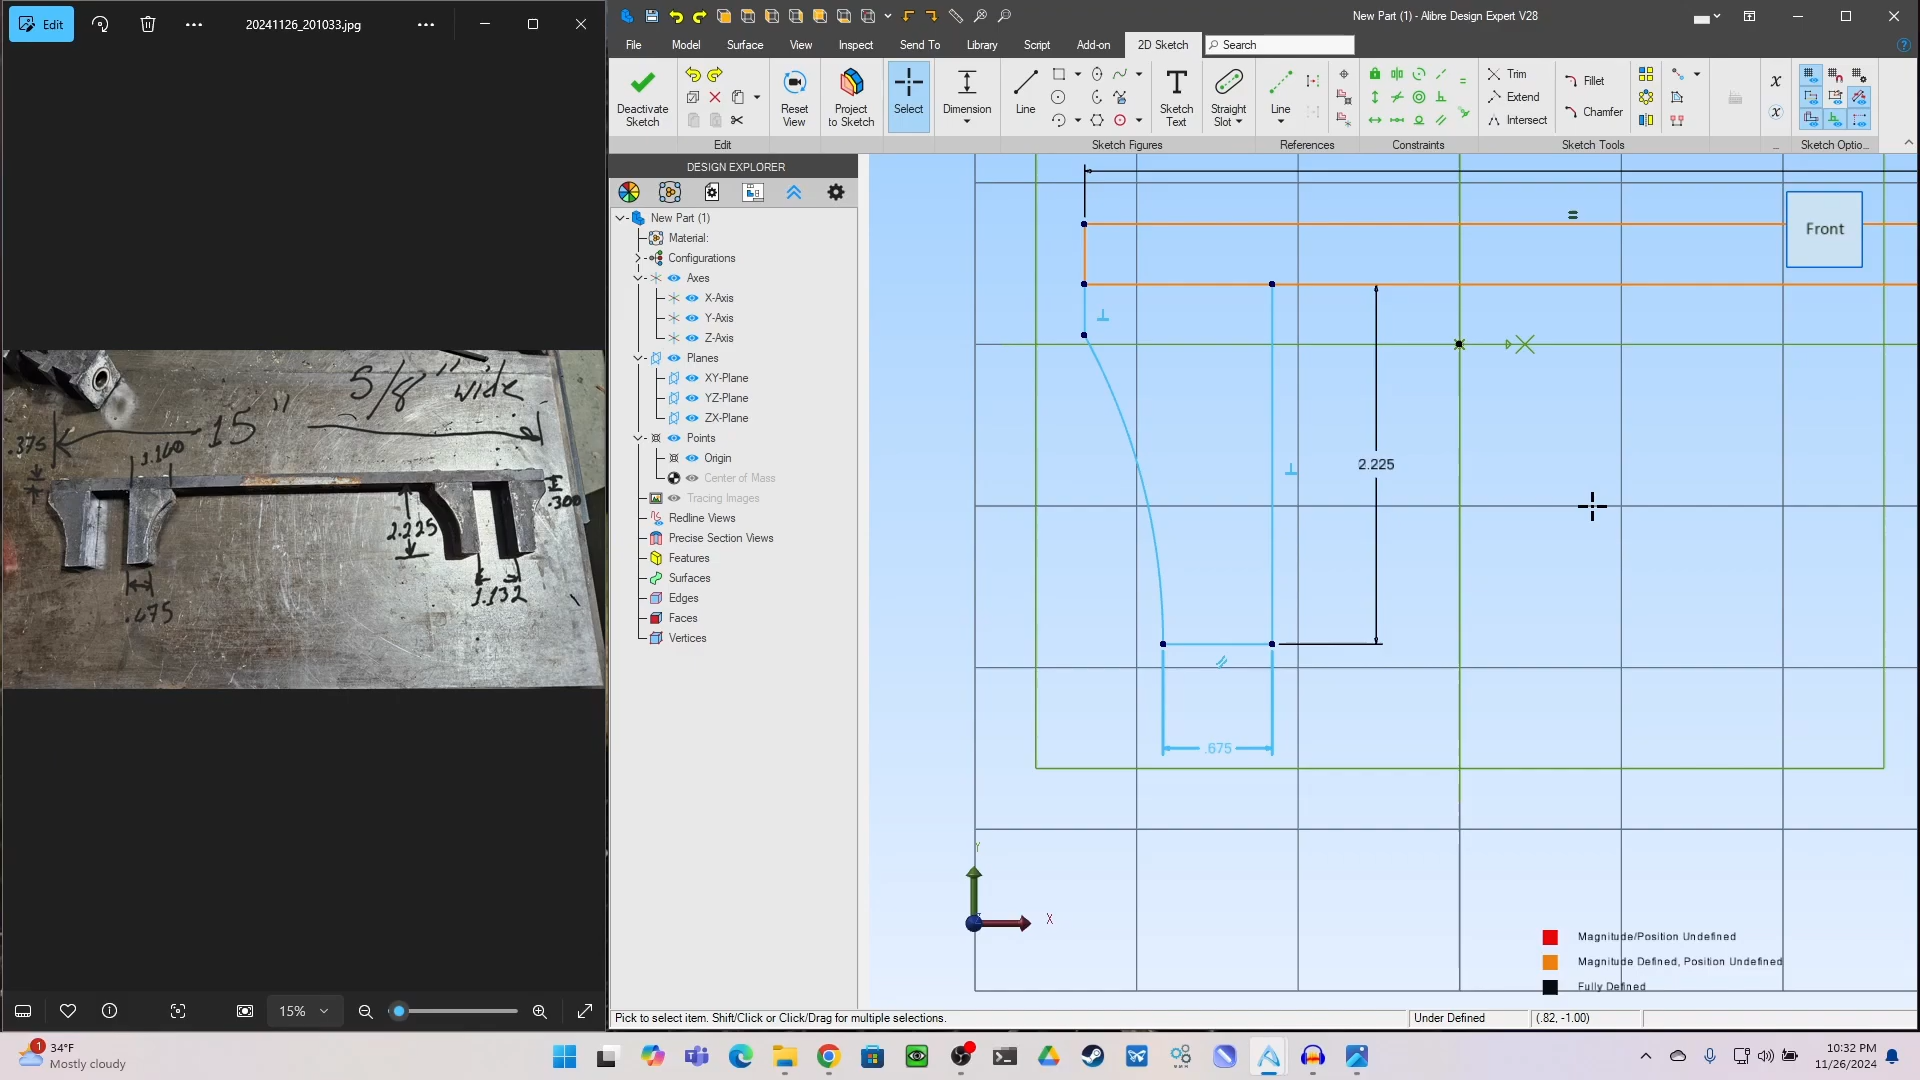 Edit
20241126_201033.jpg
5/8" wide
15"
.375
1.160
.300
2.225
1.132
.675
15%
New Part (1) - Alibre Design Expert V28
File
Model
Surface
View
Inspect
Send To
Library
Script
Add-on
2D Sketch
Search
Deactivate Sketch
Reset View
Project to Sketch
Select
Dimension
Line
Sketch Text
Straight Slot
Line
Trim
Extend
Intersect
Fillet
Chamfer
Edit
Sketch Figures
References
Constraints
Sketch Tools
...
Sketch Optio...
DESIGN EXPLORER
New Part (1)
Material:
Configurations
Axes
X-Axis
Y-Axis
Z-Axis
Planes
XY-Plane
YZ-Plane
ZX-Plane
Points
Origin
Center of Mass
Tracing Images
Redline Views
Precise Section Views
Features
Surfaces
Edges
Faces
Vertices
Front
2.225
.675
Y
X
Magnitude/Position Undefined
Magnitude Defined, Position Undefined
Fully Defined
Pick to select item. Shift/Click or Click/Drag for multiple selections.
Under Defined
(.82, -1.00)
1
34°F
Mostly cloudy
10:32 PM
11/26/2024